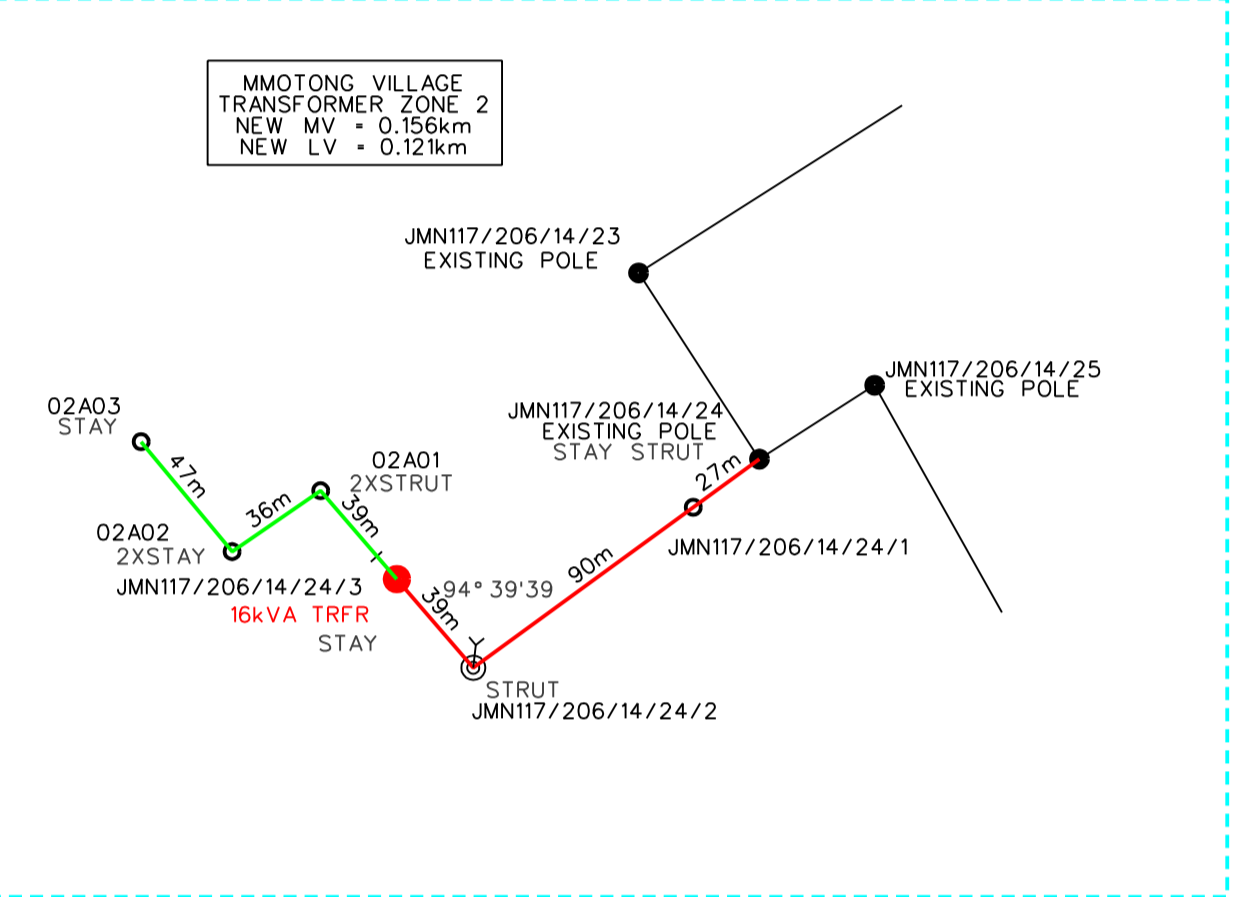 MMOTONG VILLAGE
TRANSFORMER ZONE 2
NEW MV = 0.156km
NEW LV = 0.121km
JMN117/206/14/23
EXISTING POLE
JMN117/206/14/25
EXISTING POLE
JMN117/206/14/24
EXISTING POLE
STAY STRUT
27m
02A03
STAY
47m
02A01
2XSTRUT
36m
39m
02A02
2XSTAY
JMN117/206/14/24/1
90m
JMN117/206/14/24/3
16kVA TRFR
STAY
94° 39'39
39m
STRUT
JMN117/206/14/24/2